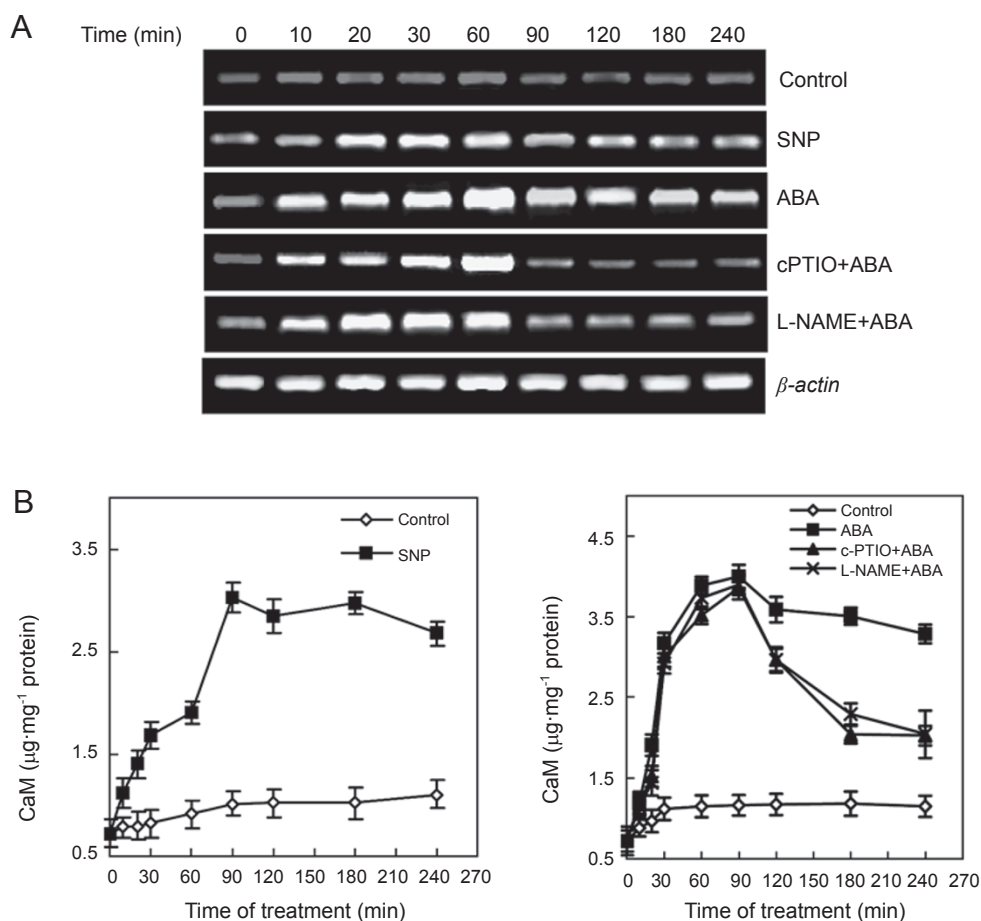 A
Time (min) 0 10 20 30 60 90 120 180 240
Control
SNP
ABA
cPTIO+ABA
L-NAME+ABA
β-actin
B
CaM (μg·mg⁻¹ protein)
3.5
2.5
1.5
0.5
Control
SNP
0 30 60 90 120 150 180 210 240 270
Time of treatment (min)
CaM (μg·mg⁻¹ protein)
4.5
3.5
2.5
1.5
0.5
Control
ABA
c-PTIO+ABA
L-NAME+ABA
0 30 60 90 120 150 180 210 240 270
Time of treatment (min)